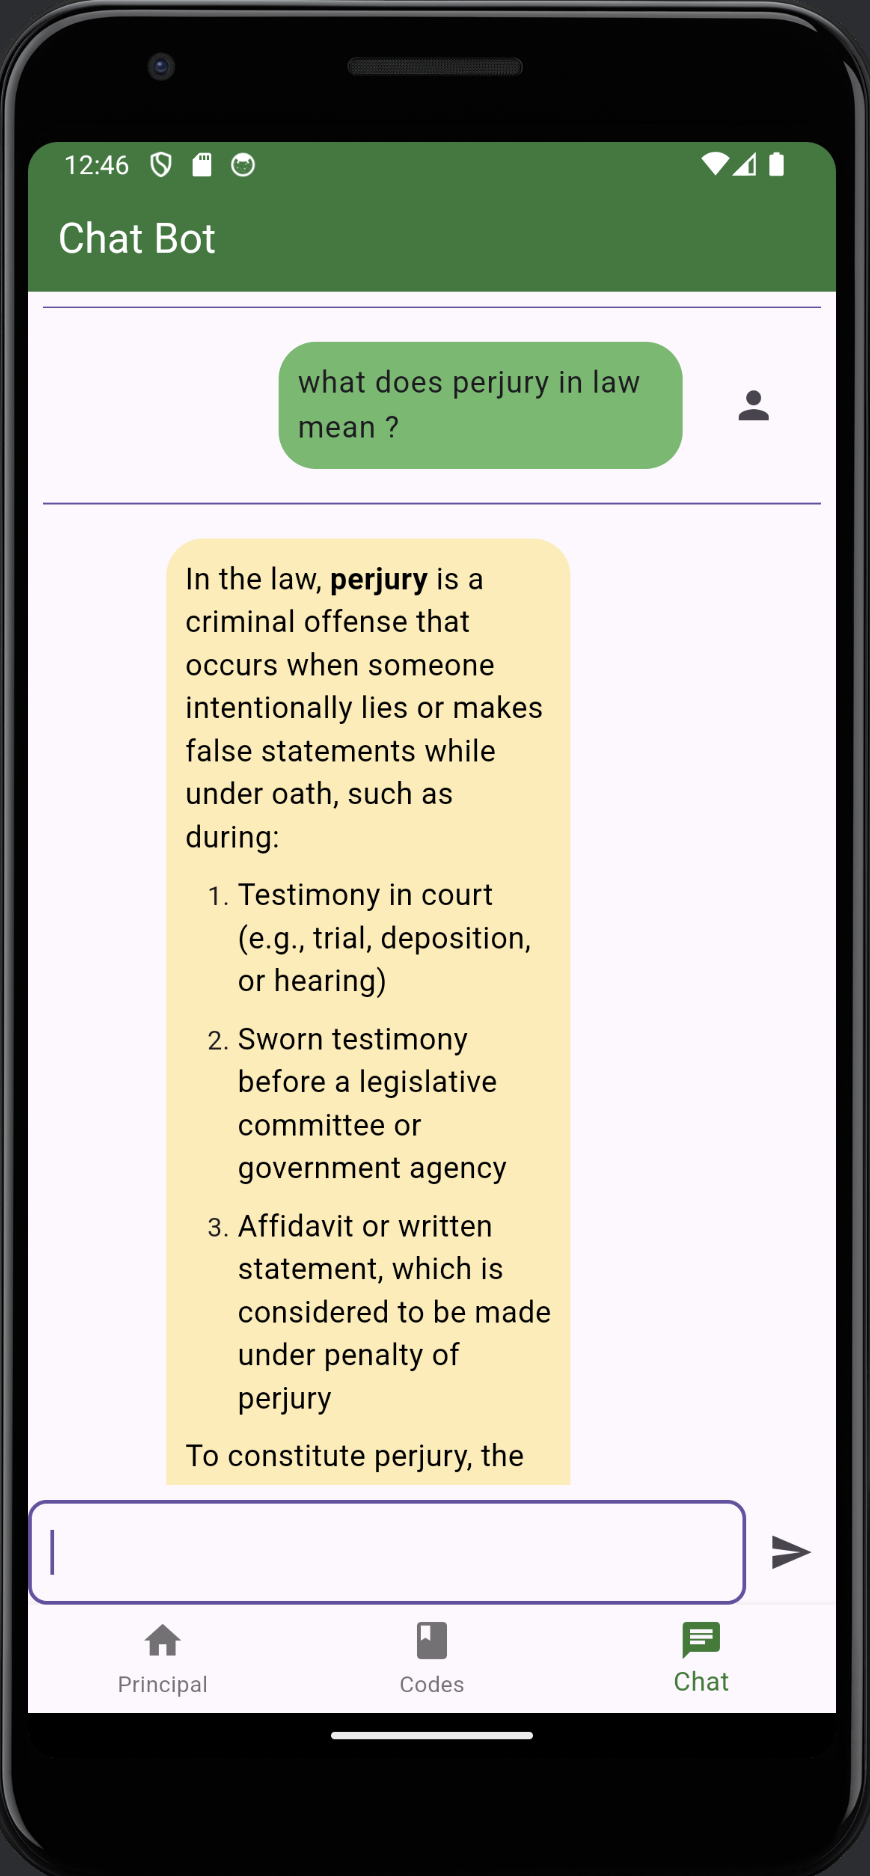 12:46
Chat Bot
what does perjury in law
mean ?
In the law, perjury is a
criminal offense that
occurs when someone
intentionally lies or makes
false statements while
under oath, such as
during:
1. Testimony in court
(e.g., trial, deposition,
or hearing)
2. Sworn testimony
before a legislative
committee or
government agency
3. Affidavit or written
statement, which is
considered to be made
under penalty of
perjury
To constitute perjury, the
Principal
Codes
Chat